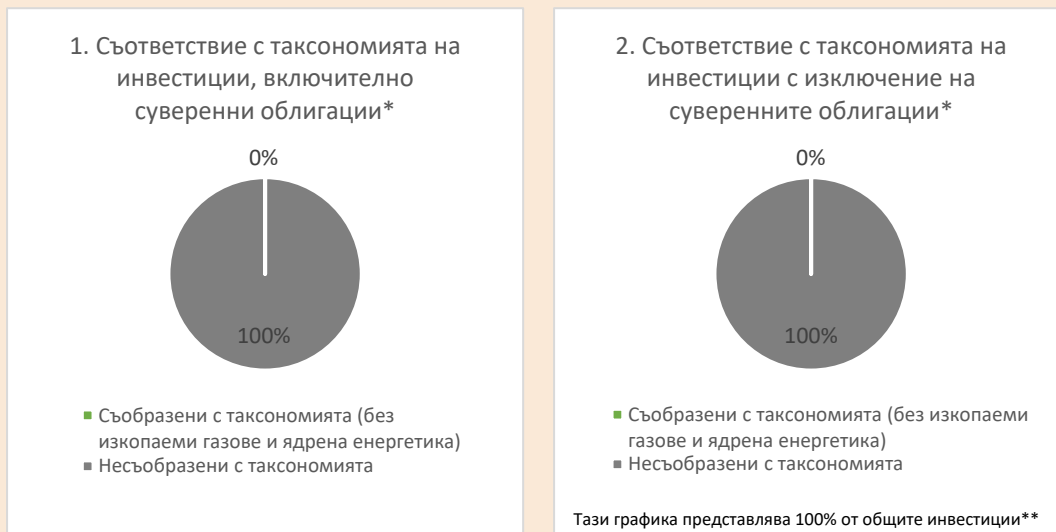 1. Съответствие с таксономията на
инвестиции, включително
суверенни облигации*
0%
100%
Съобразени с таксономията (без
изкопаеми газове и ядрена енергетика)
Несъобразени с таксономията
2. Съответствие с таксономията на
инвестиции с изключение на
суверенните облигации*
0%
100%
Съобразени с таксономията (без изкопаеми
газове и ядрена енергетика)
Несъобразени с таксономията
Тази графика представлява 100% от общите инвестиции**